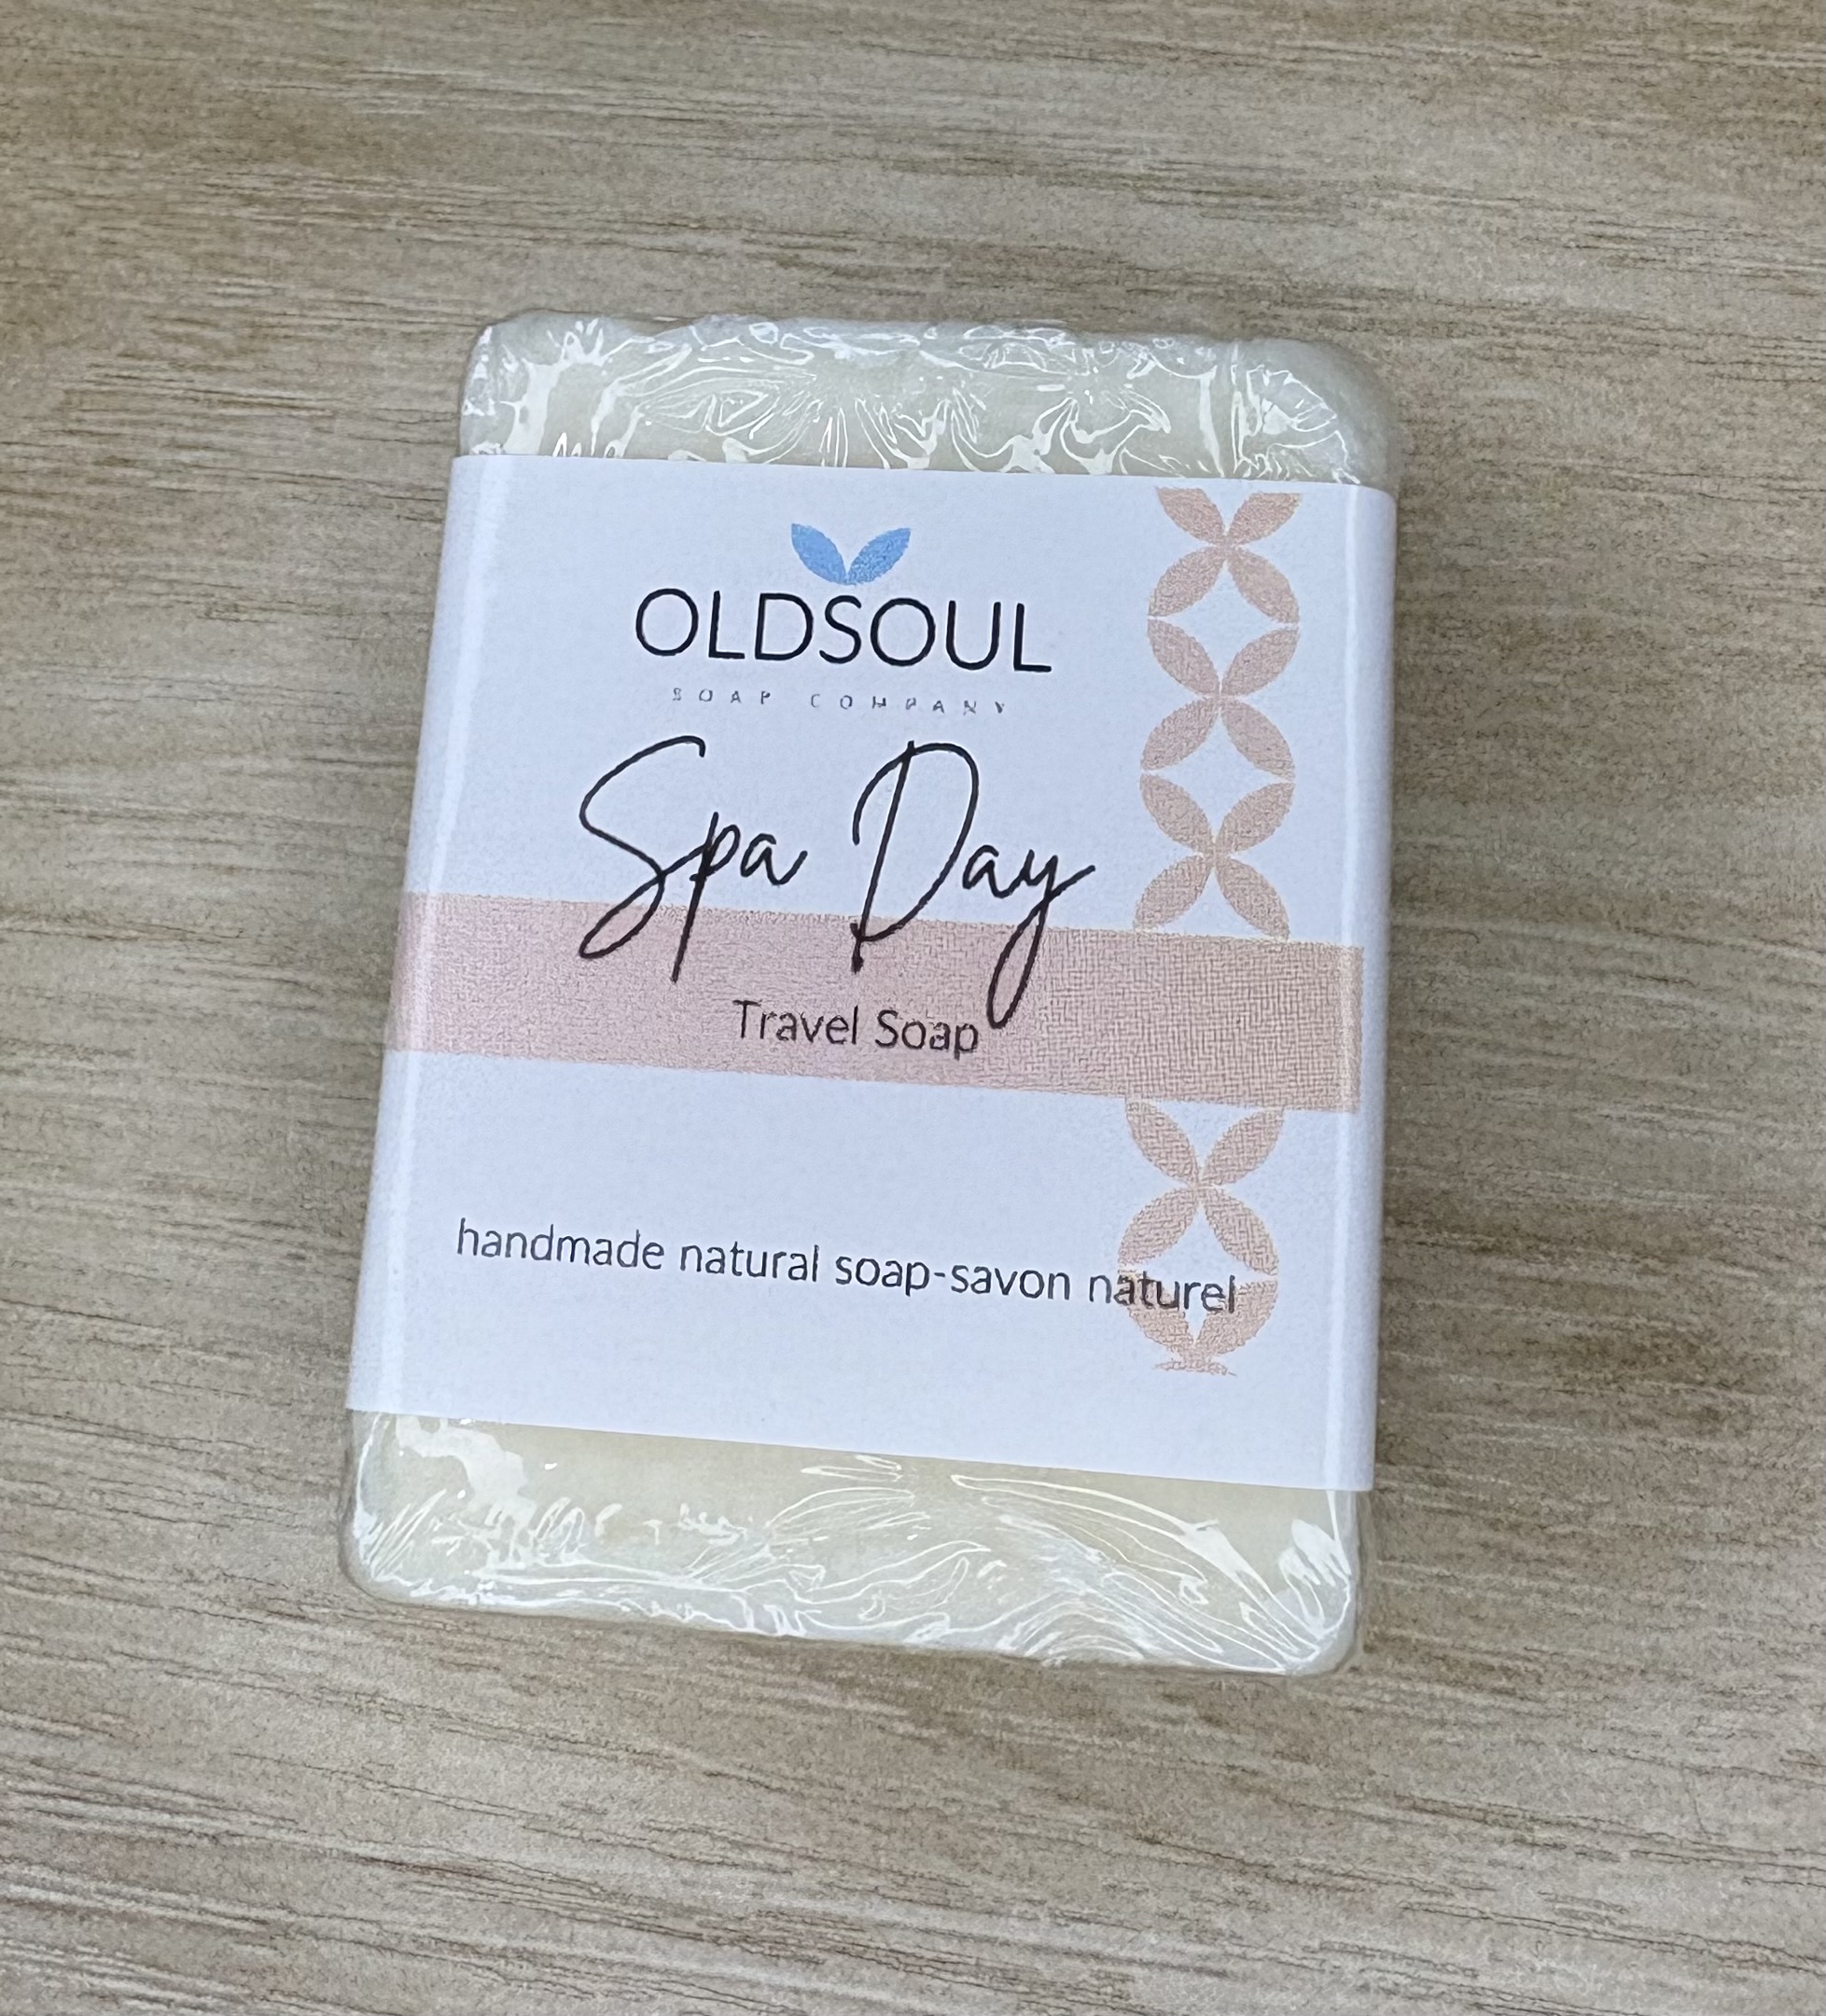 OLDSOUL
SOAP COMPANY
Spa Day
Travel Soap
handmade natural soap-savon naturel